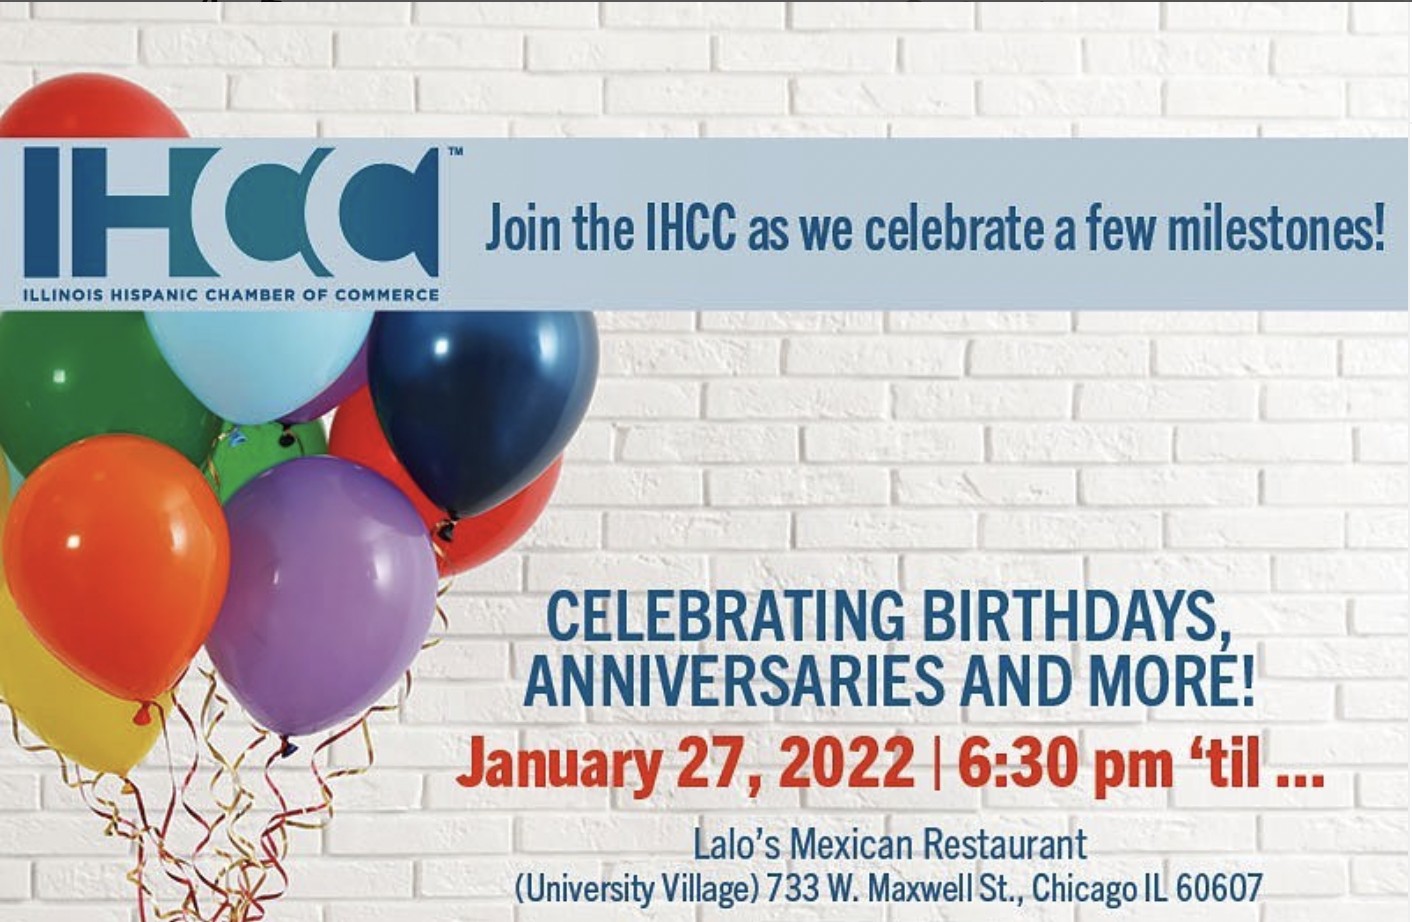 IHCC™
ILLINOIS HISPANIC CHAMBER OF COMMERCE
Join the IHCC as we celebrate a few milestones!
CELEBRATING BIRTHDAYS,
ANNIVERSARIES AND MORE!
January 27, 2022 | 6:30 pm ‘til ...
Lalo’s Mexican Restaurant
(University Village) 733 W. Maxwell St., Chicago IL 60607